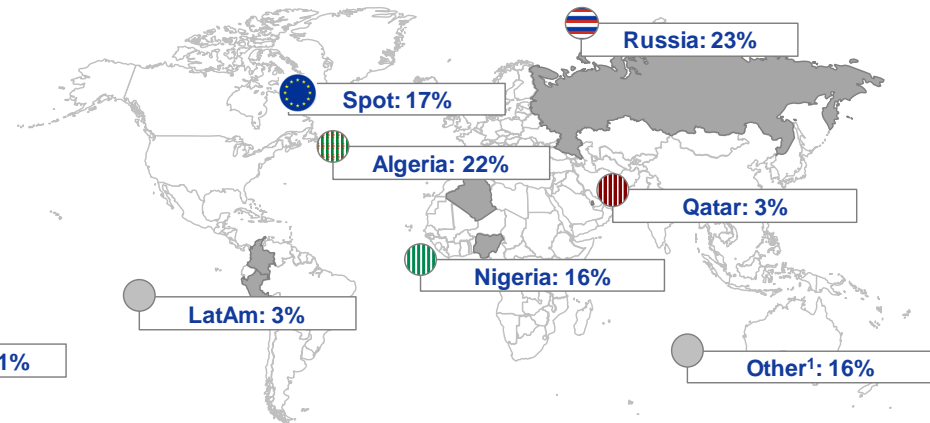 Russia: 23%
Spot: 17%
Algeria: 22%
Qatar: 3%
Nigeria: 16%
LatAm: 3%
1%
Other¹: 16%